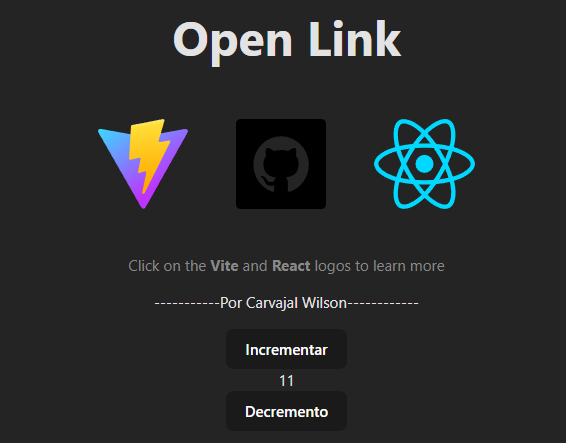 Open Link
Click on the Vite and React logos to learn more
-----------Por Carvajal Wilson------------
Incrementar
11
Decremento